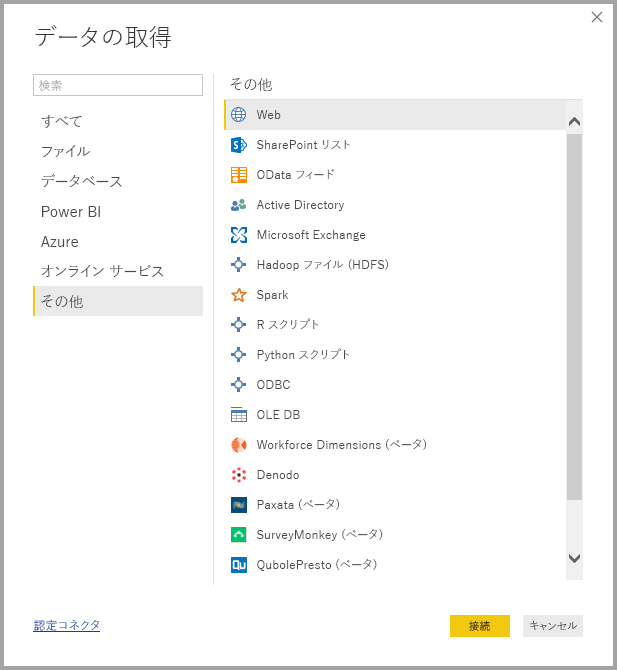 データの取得
検索
すべて
ファイル
データベース
Power BI
Azure
オンライン サービス
その他
その他
Web
SharePoint リスト
OData フィード
Active Directory
Microsoft Exchange
Hadoop ファイル (HDFS)
Spark
R スクリプト
Python スクリプト
ODBC
OLE DB
Workforce Dimensions (ベータ)
Denodo
Paxata (ベータ)
SurveyMonkey (ベータ)
QubolePresto (ベータ)
認定コネクタ
接続
キャンセル